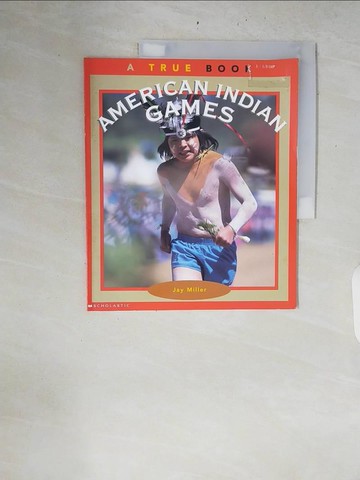 A TRUE BOOK
AMERICAN INDIAN
GAMES
Jay Miller
SCHOLASTIC